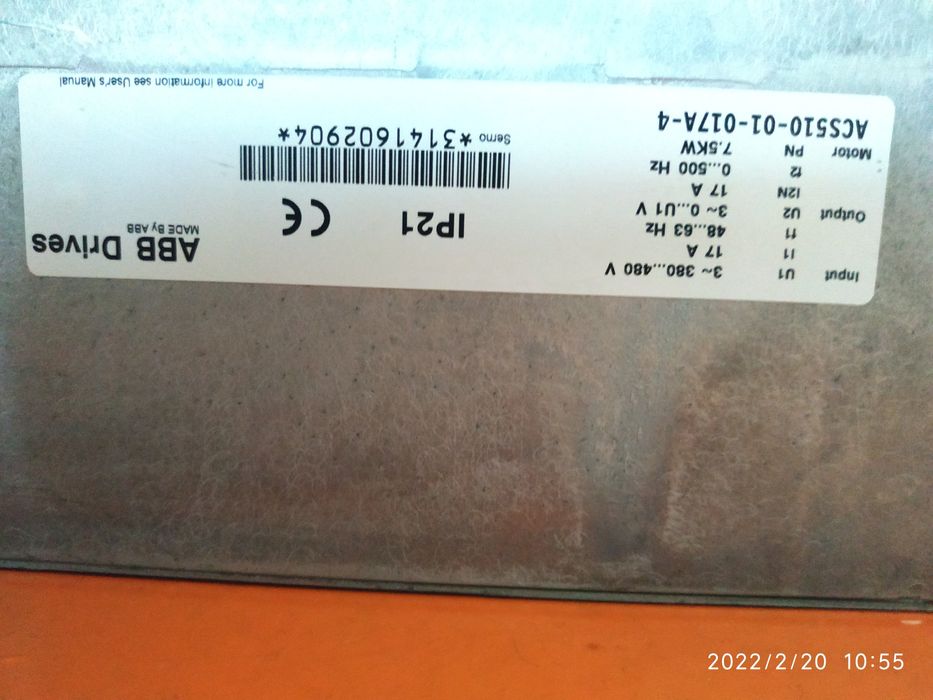 Input U1 3~ 380...480 V
I1 17 A
f1 48...63 Hz
Output U2 3~ 0...U1 V
I2N 17 A
f2 0...500 Hz
Motor PN 7.5KW
ACS510-01-017A-4
IP21
CE
ABB Drives
MADE By ABB
Serno *3141602904*
For more information see User's Manual
2022/2/20 10:55